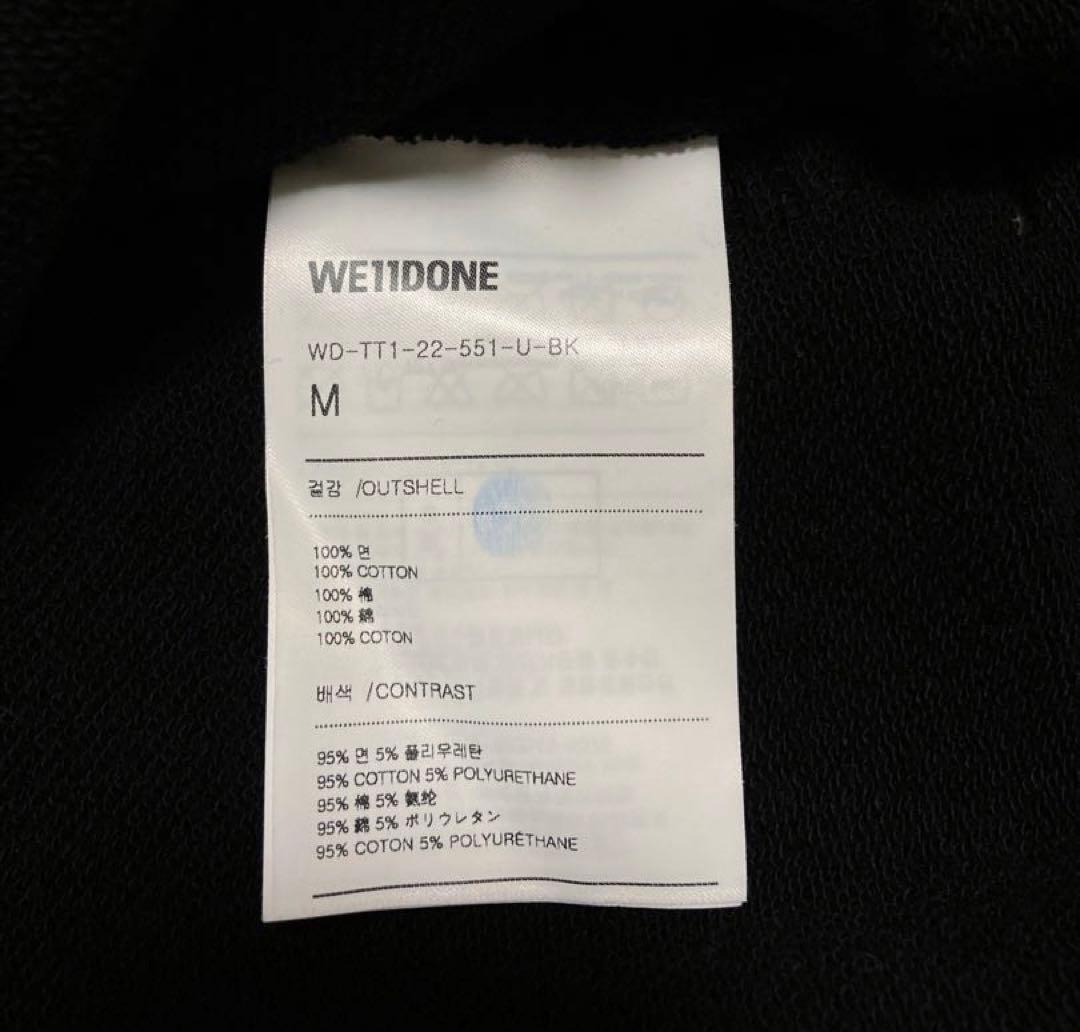 WE11DONE
WD-TT1-22-551-U-BK
M
겉감 /OUTSHELL
100% 면
100% COTTON
100% 棉
100% 綿
100% COTON
배색 /CONTRAST
95% 면 5% 폴리우레탄
95% COTTON 5% POLYURETHANE
95% 棉 5% 氨纶
95% 綿 5% ポリウレタン
95% COTON 5% POLYURÉTHANE